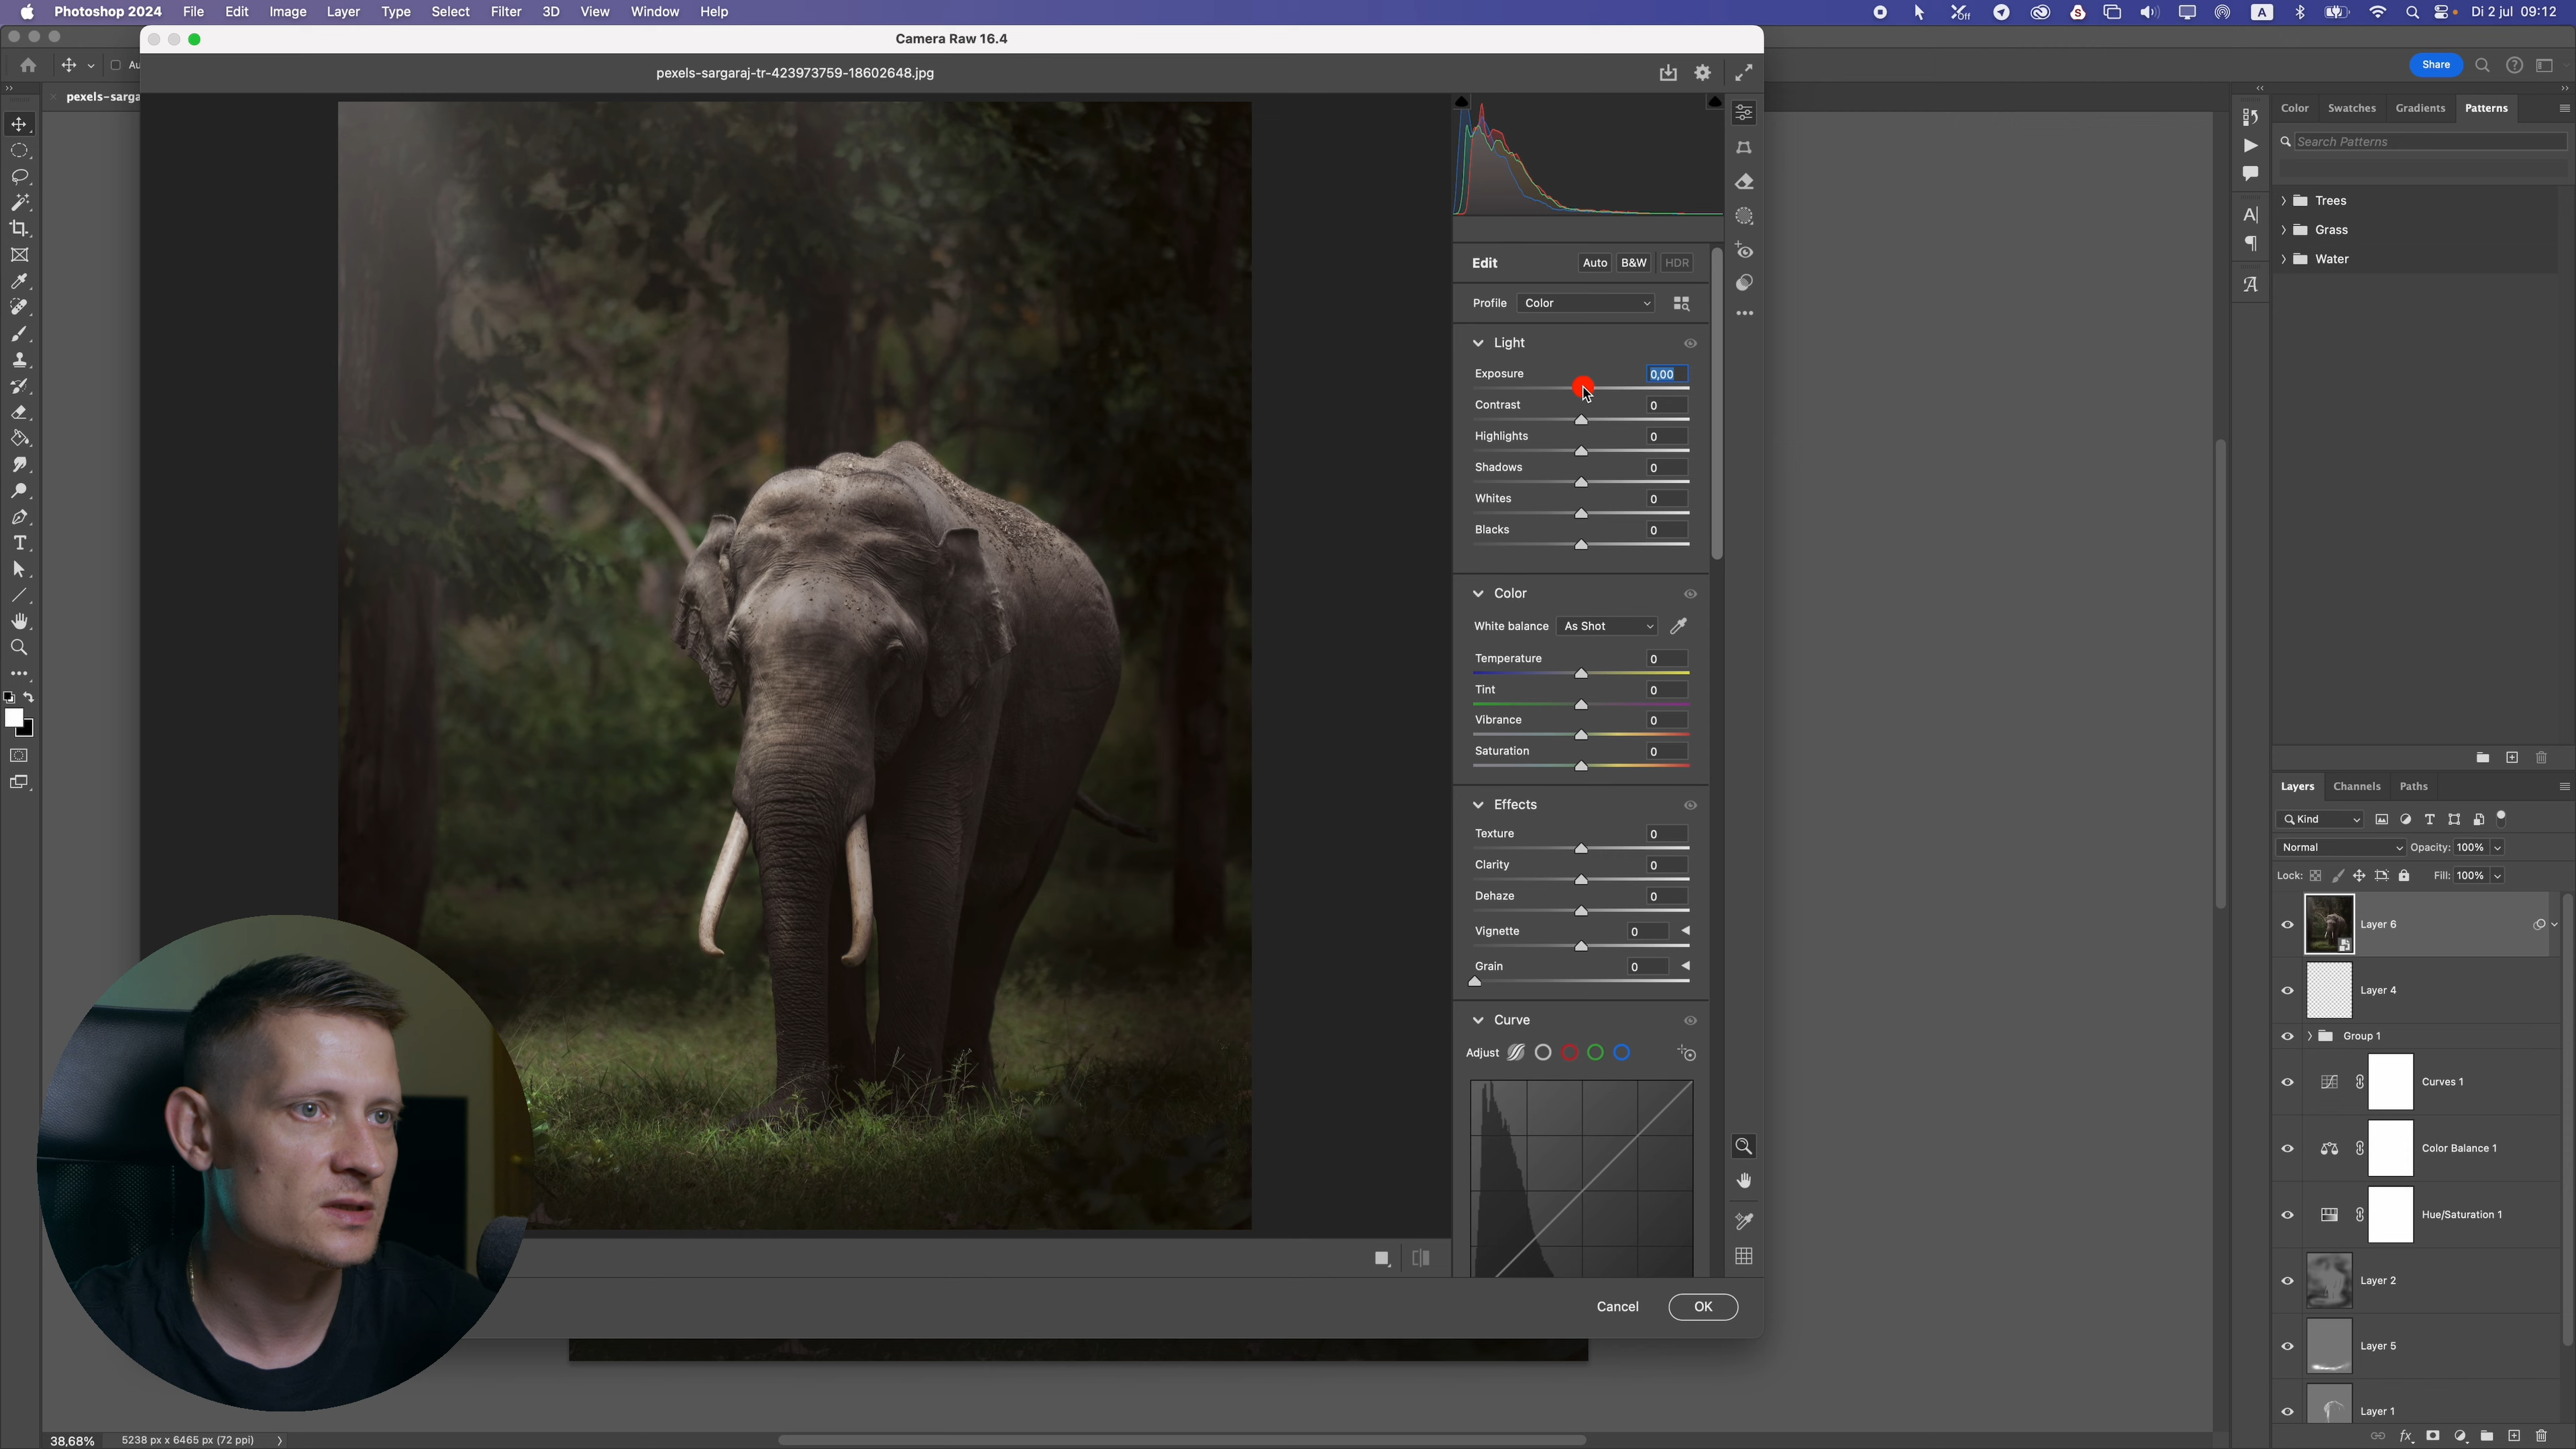 Photoshop 2024 File Edit Image Layer Type Select Filter 3D View Window Help
Off A Di 2 jul 09:12
Camera Raw 16.4
Au
Share
pexels-sarga
pexels-sargaraj-tr-423973759-18602648.jpg
Edit Auto B&W HDR
Profile Color
Light
Exposure 0,00
Contrast 0
Highlights 0
Shadows 0
Whites 0
Blacks 0
Color
White balance As Shot
Temperature 0
Tint 0
Vibrance 0
Saturation 0
Effects
Texture 0
Clarity 0
Dehaze 0
Vignette 0
Grain 0
Curve
Adjust
Cancel OK
Color Swatches Gradients Patterns
Search Patterns
Trees
Grass
Water
Layers Channels Paths
Kind
Normal Opacity: 100%
Lock: Fill: 100%
Layer 6
Layer 4
Group 1
Curves 1
Color Balance 1
Hue/Saturation 1
Layer 2
Layer 5
Layer 1
fx
38,68% 5238 px x 6465 px (72 ppi)